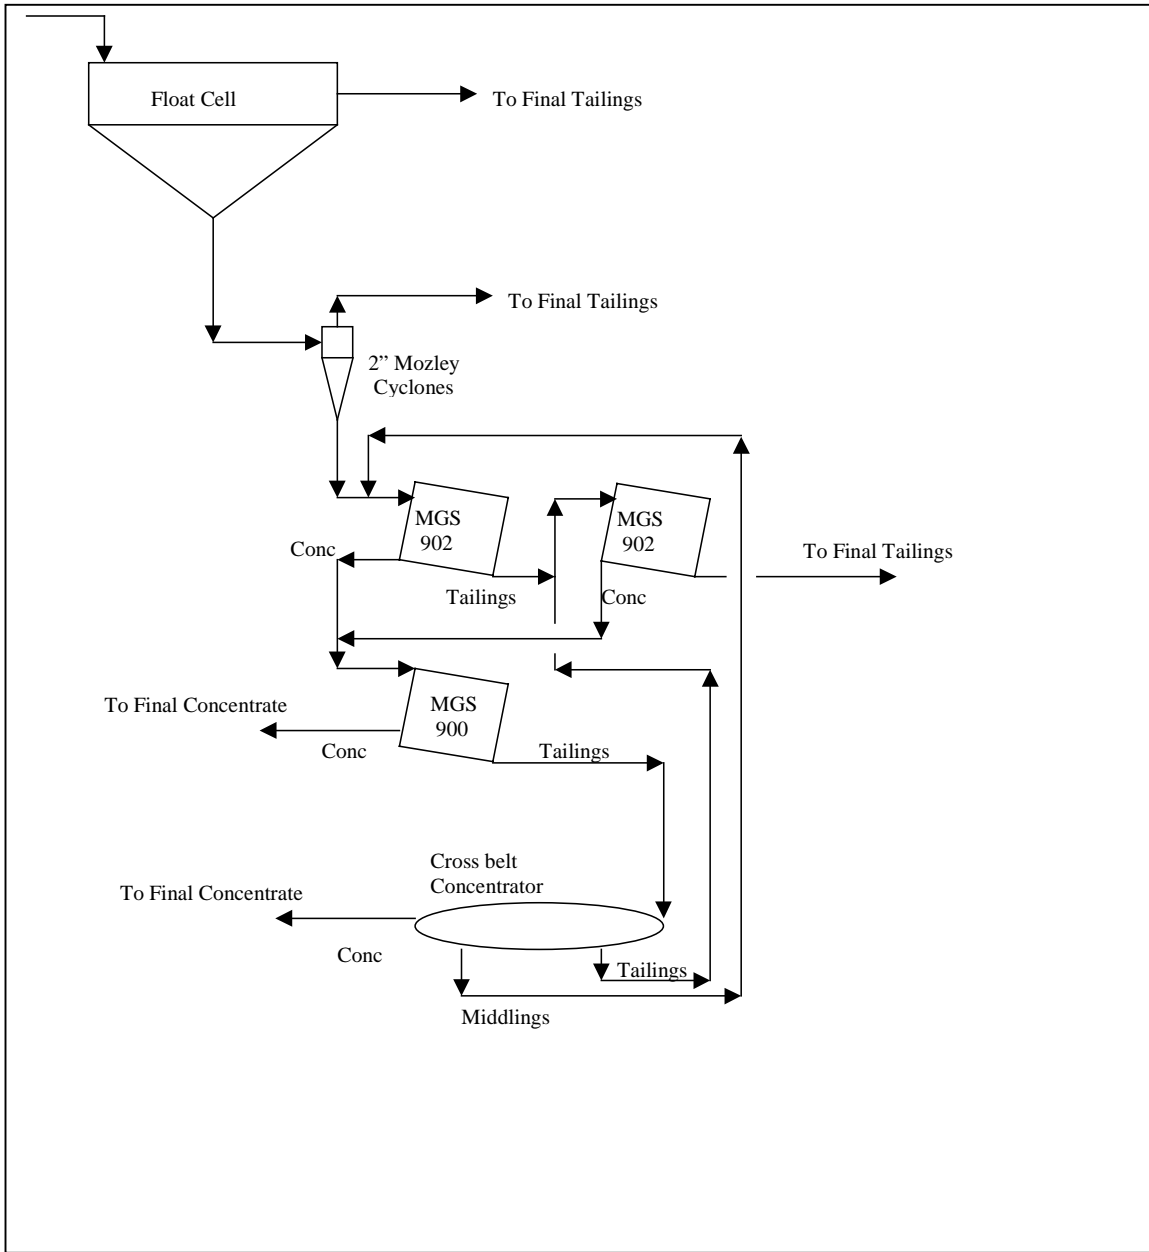 Float Cell
To Final Tailings
To Final Tailings
2” Mozley
Cyclones
MGS
902
MGS
902
Conc
To Final Tailings
Tailings
Conc
To Final Concentrate
MGS
900
Conc
Tailings
Cross belt
Concentrator
To Final Concentrate
Conc
Tailings
Middlings